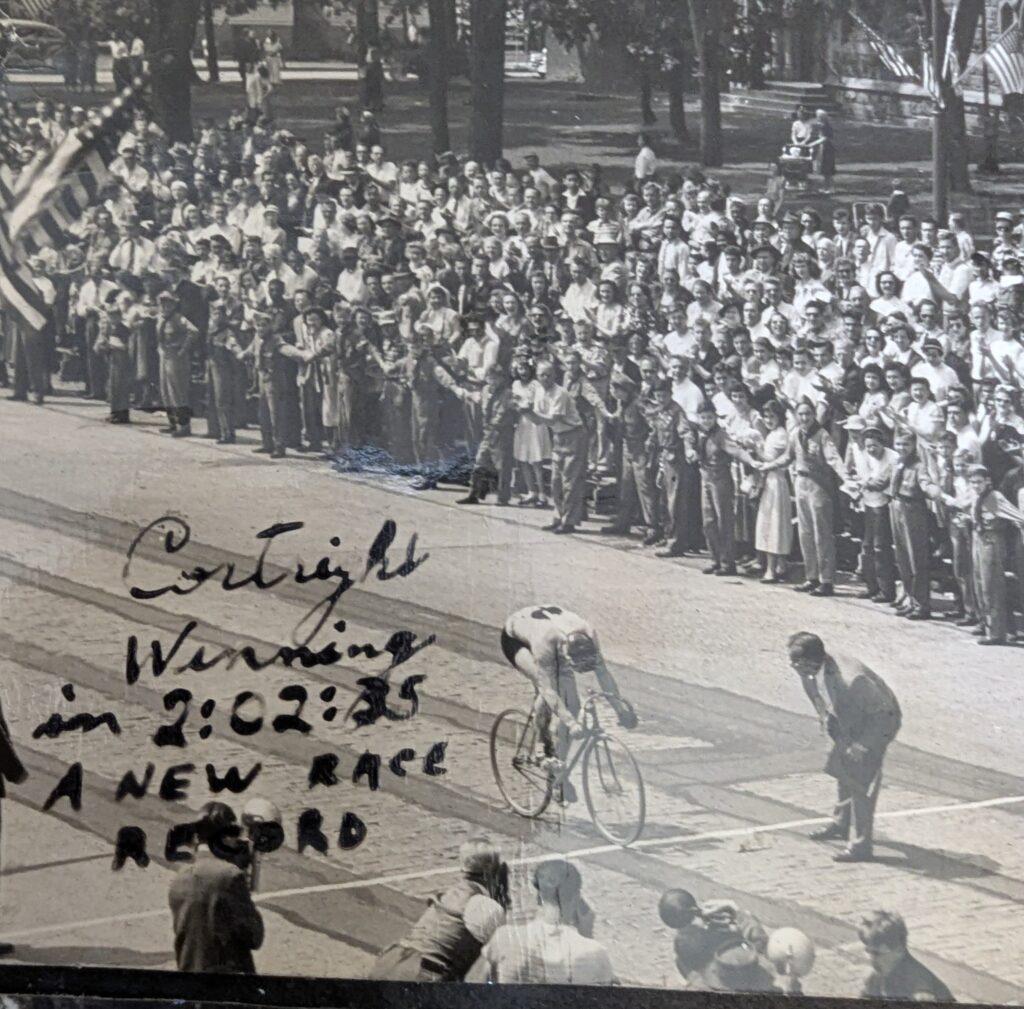 Cortright
Winning
in 2:02:35
A NEW RACE
RECORD